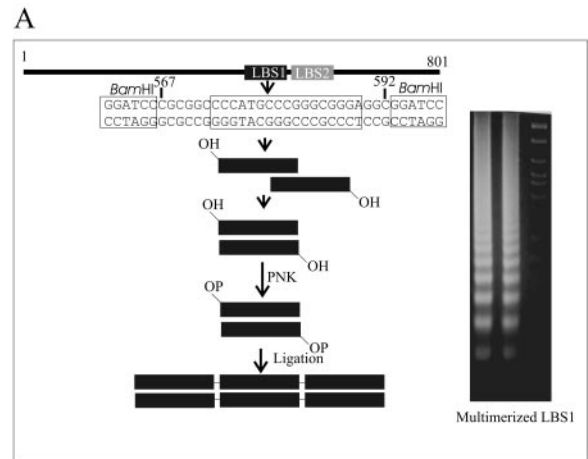 A
1
LBS1 LBS2
801
BamHI 567
592 BamHI
GGATCCCGCGGCCCCATGCCCGGGCGGGAGGCGGATCC
CCTAGGGCGCCGGGGTACGGGCCCGCCCTCCGCCTAGG
OH
OH
OH
OH
PNK
OP
OP
Ligation
Multimerized LBS1